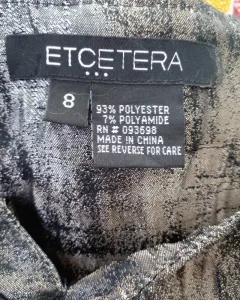 ETCETERA
8
93% POLYESTER
7% POLYAMIDE
RN # 093698
MADE IN CHINA
SEE REVERSE FOR CARE